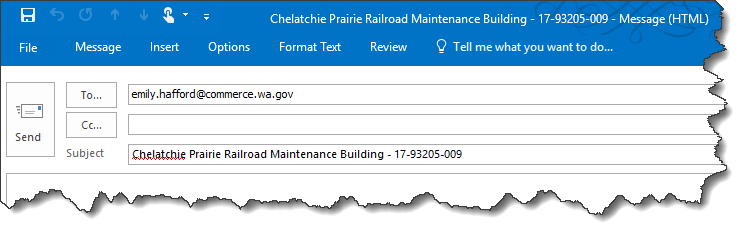 Chelatchie Prairie Railroad Maintenance Building - 17-93205-009 - Message (HTML)
File Message Insert Options Format Text Review Tell me what you want to do...
To... emily.hafford@commerce.wa.gov
Cc...
Send
Subject Chelatchie Prairie Railroad Maintenance Building - 17-93205-009